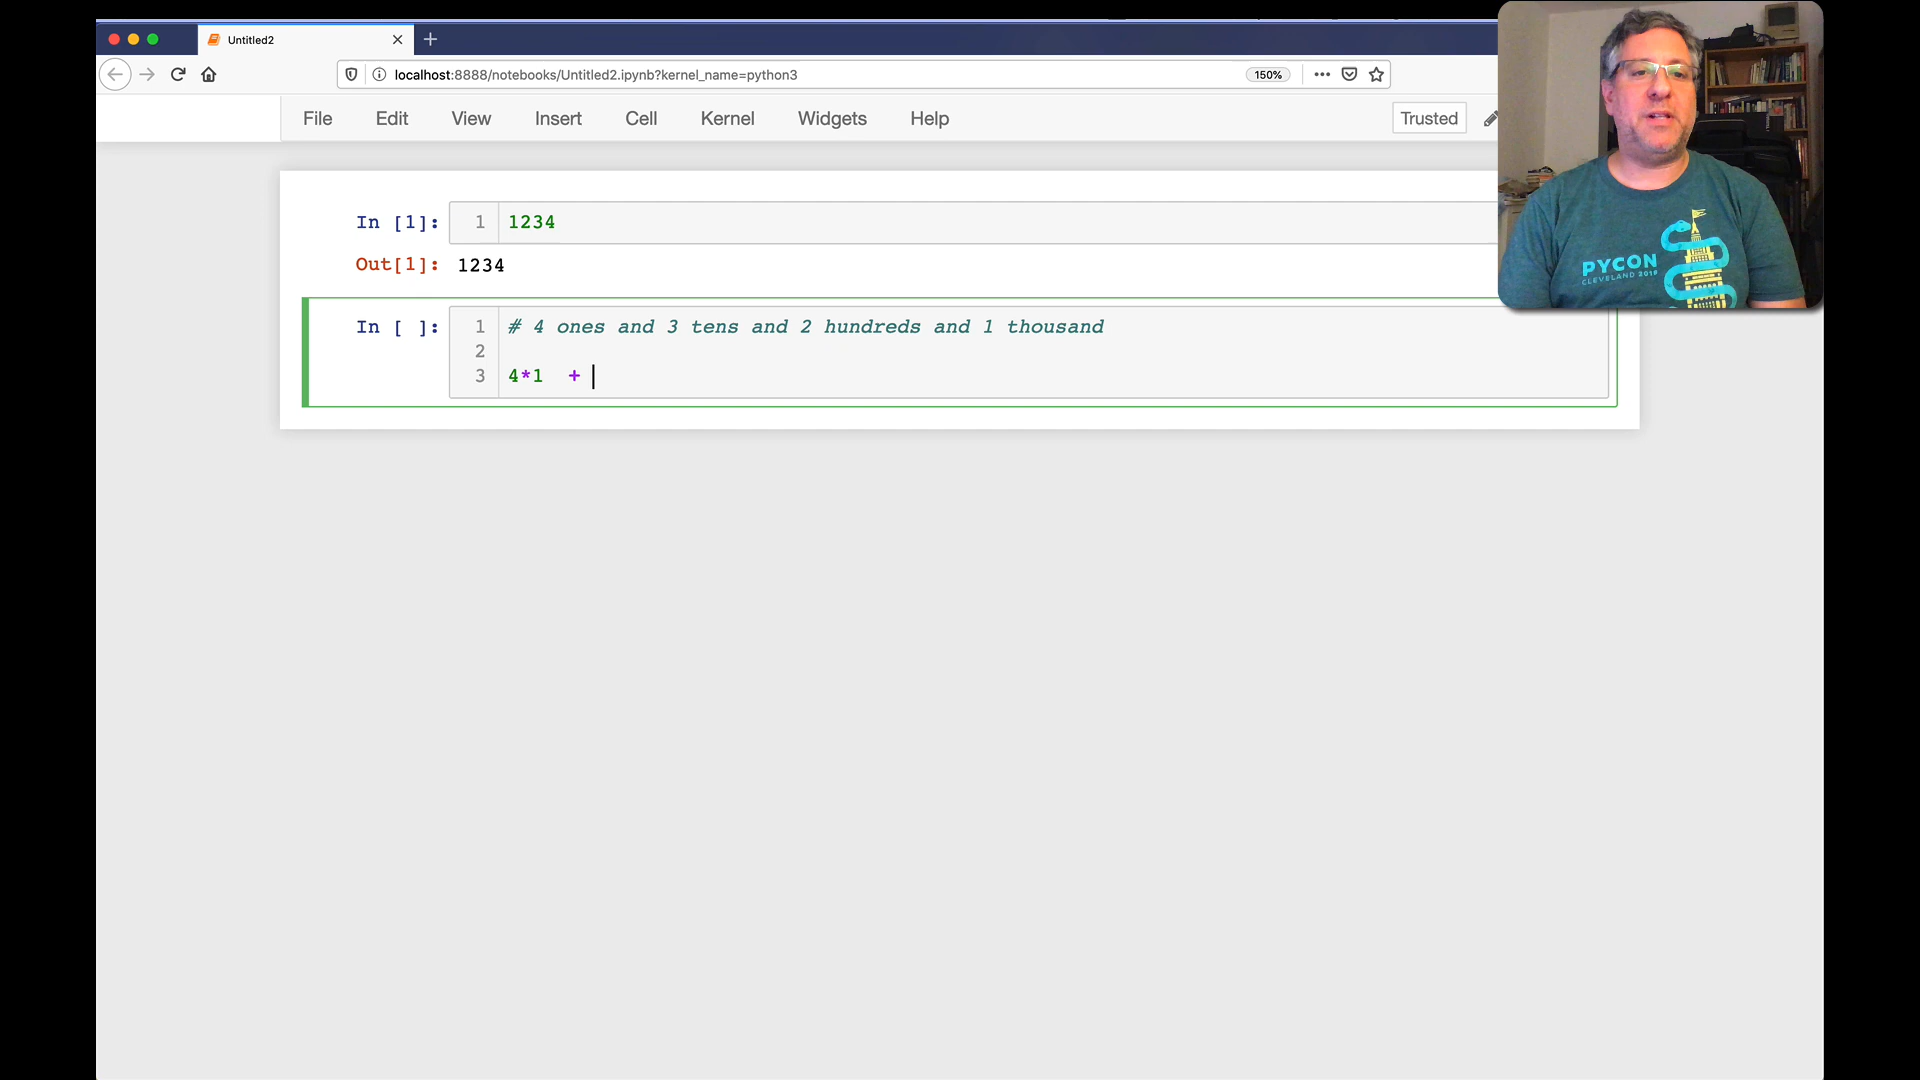 Untitled2
localhost:8888/notebooks/Untitled2.ipynb?kernel_name=python3
150%
File Edit View Insert Cell Kernel Widgets Help
Trusted
In [1]: 1 1234
Out[1]: 1234
In [ ]: 1 # 4 ones and 3 tens and 2 hundreds and 1 thousand
2
3 4*1  +
PYCON
CLEVELAND 2018